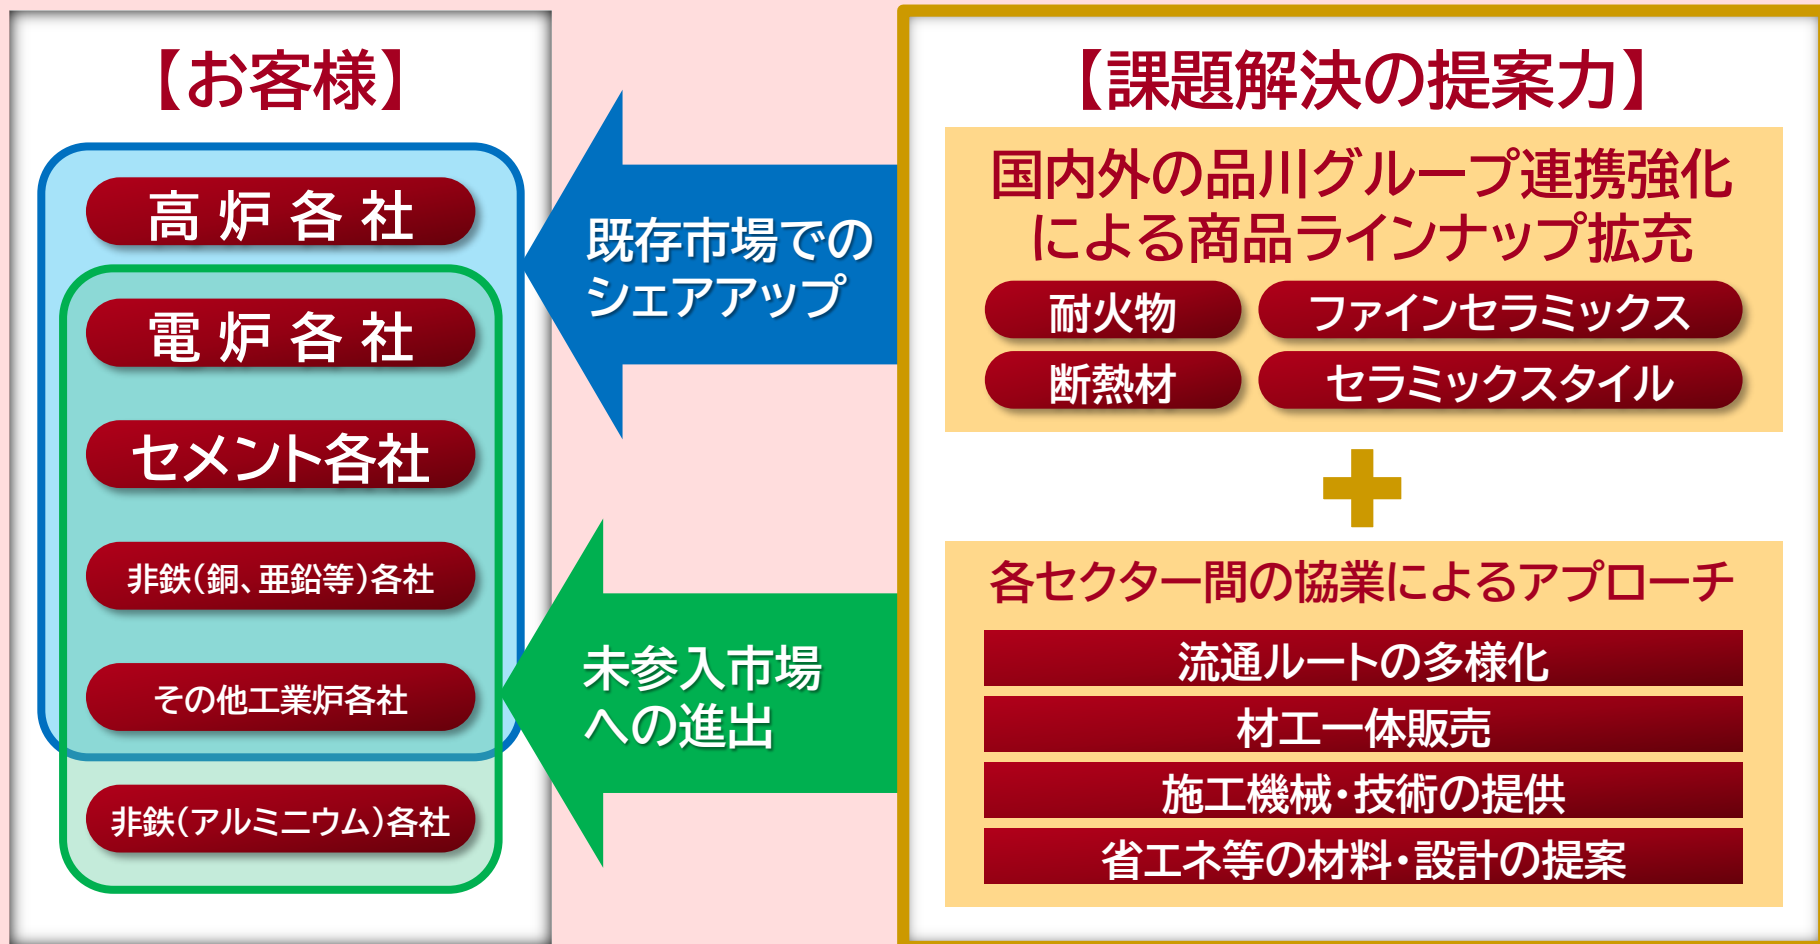 【お客様】
高炉各社
電炉各社
セメント各社
非鉄(銅、亜鉛等)各社
その他工業炉各社
非鉄(アルミニウム)各社
既存市場での
シェアアップ
未参入市場
への進出
【課題解決の提案力】
国内外の品川グループ連携強化
による商品ラインナップ拡充
耐火物
ファインセラミックス
断熱材
セラミックスタイル
各セクター間の協業によるアプローチ
流通ルートの多様化
材工一体販売
施工機械・技術の提供
省エネ等の材料・設計の提案